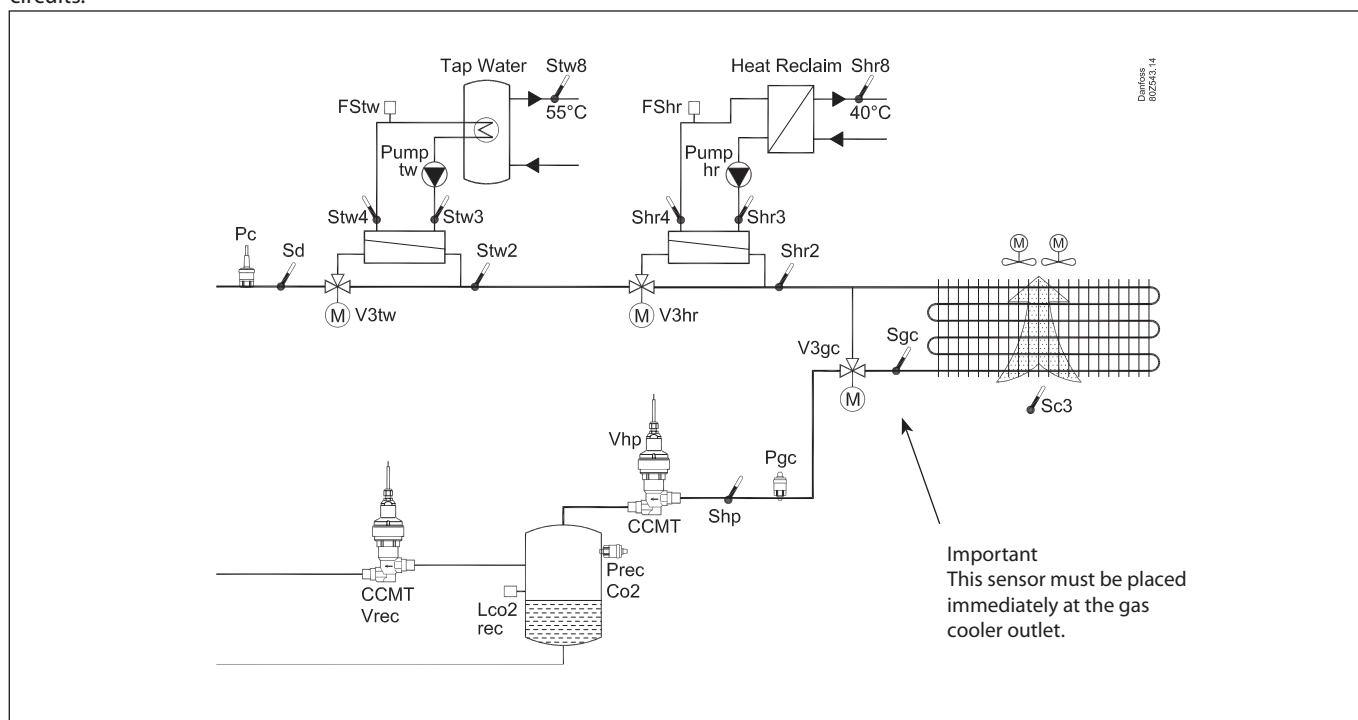 circuits.
Tap Water Stw8
Heat Reclaim Shr8
Danfoss
80Z543.14
FStw
55°C
FShr
40°C
Pump
tw
Pump
hr
Stw4
Stw3
Shr4
Shr3
Pc
Sd
Stw2
Shr2
M
M
M V3tw
M V3hr
V3gc
Sgc
M
Sc3
Vhp
Pgc
CCMT
Shp
CCMT
Vrec
Prec
Co2
Lco2
rec
Important
This sensor must be placed
immediately at the gas
cooler outlet.